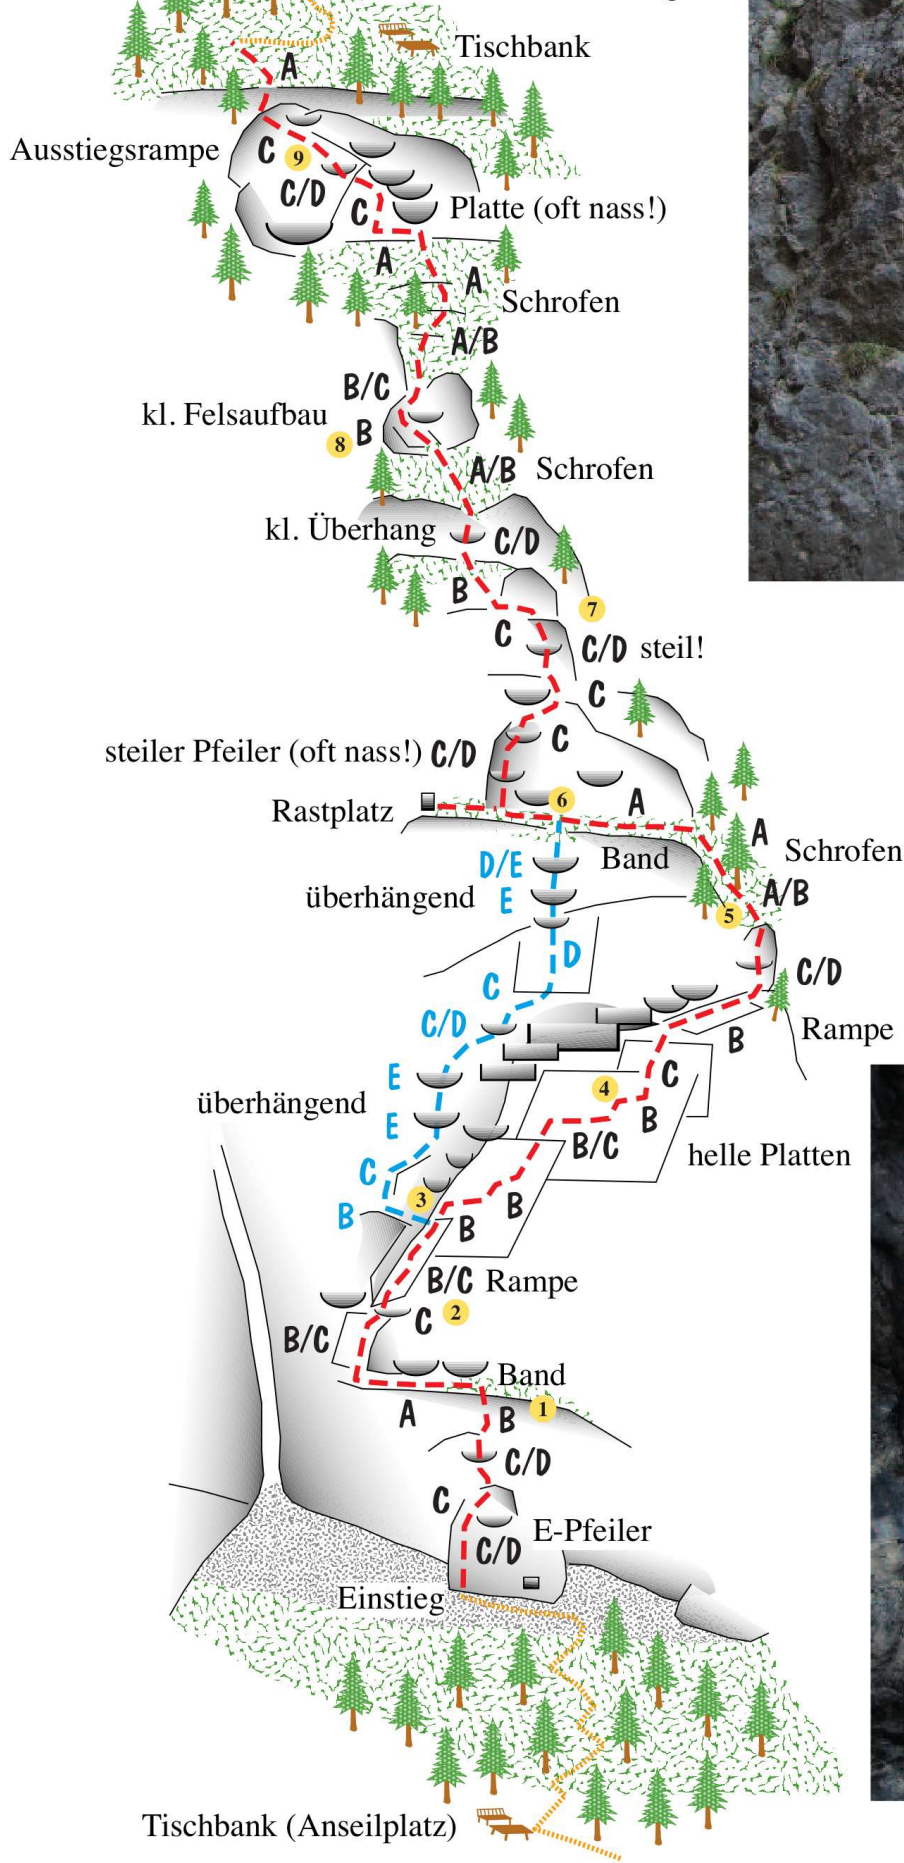 Tischbank
A
Ausstiegsrampe
C
9
C/D
C
Platte (oft nass!)
A
A
Schrofen
A/B
B/C
kl. Felsaufbau
8
B
A/B
Schrofen
kl. Überhang
C/D
B
7
C
C/D steil!
C
C
steiler Pfeiler (oft nass!) C/D
6
A
Rastplatz
A
D/E
Band
Schrofen
überhängend
E
A/B
5
D
C/D
C
C/D
B
Rampe
E
C
4
überhängend
E
B
B/C
helle Platten
C
3
B
B
B
B/C Rampe
C
2
B/C
Band
A
B
1
C/D
C
E-Pfeiler
C/D
Einstieg
Tischbank (Anseilplatz)